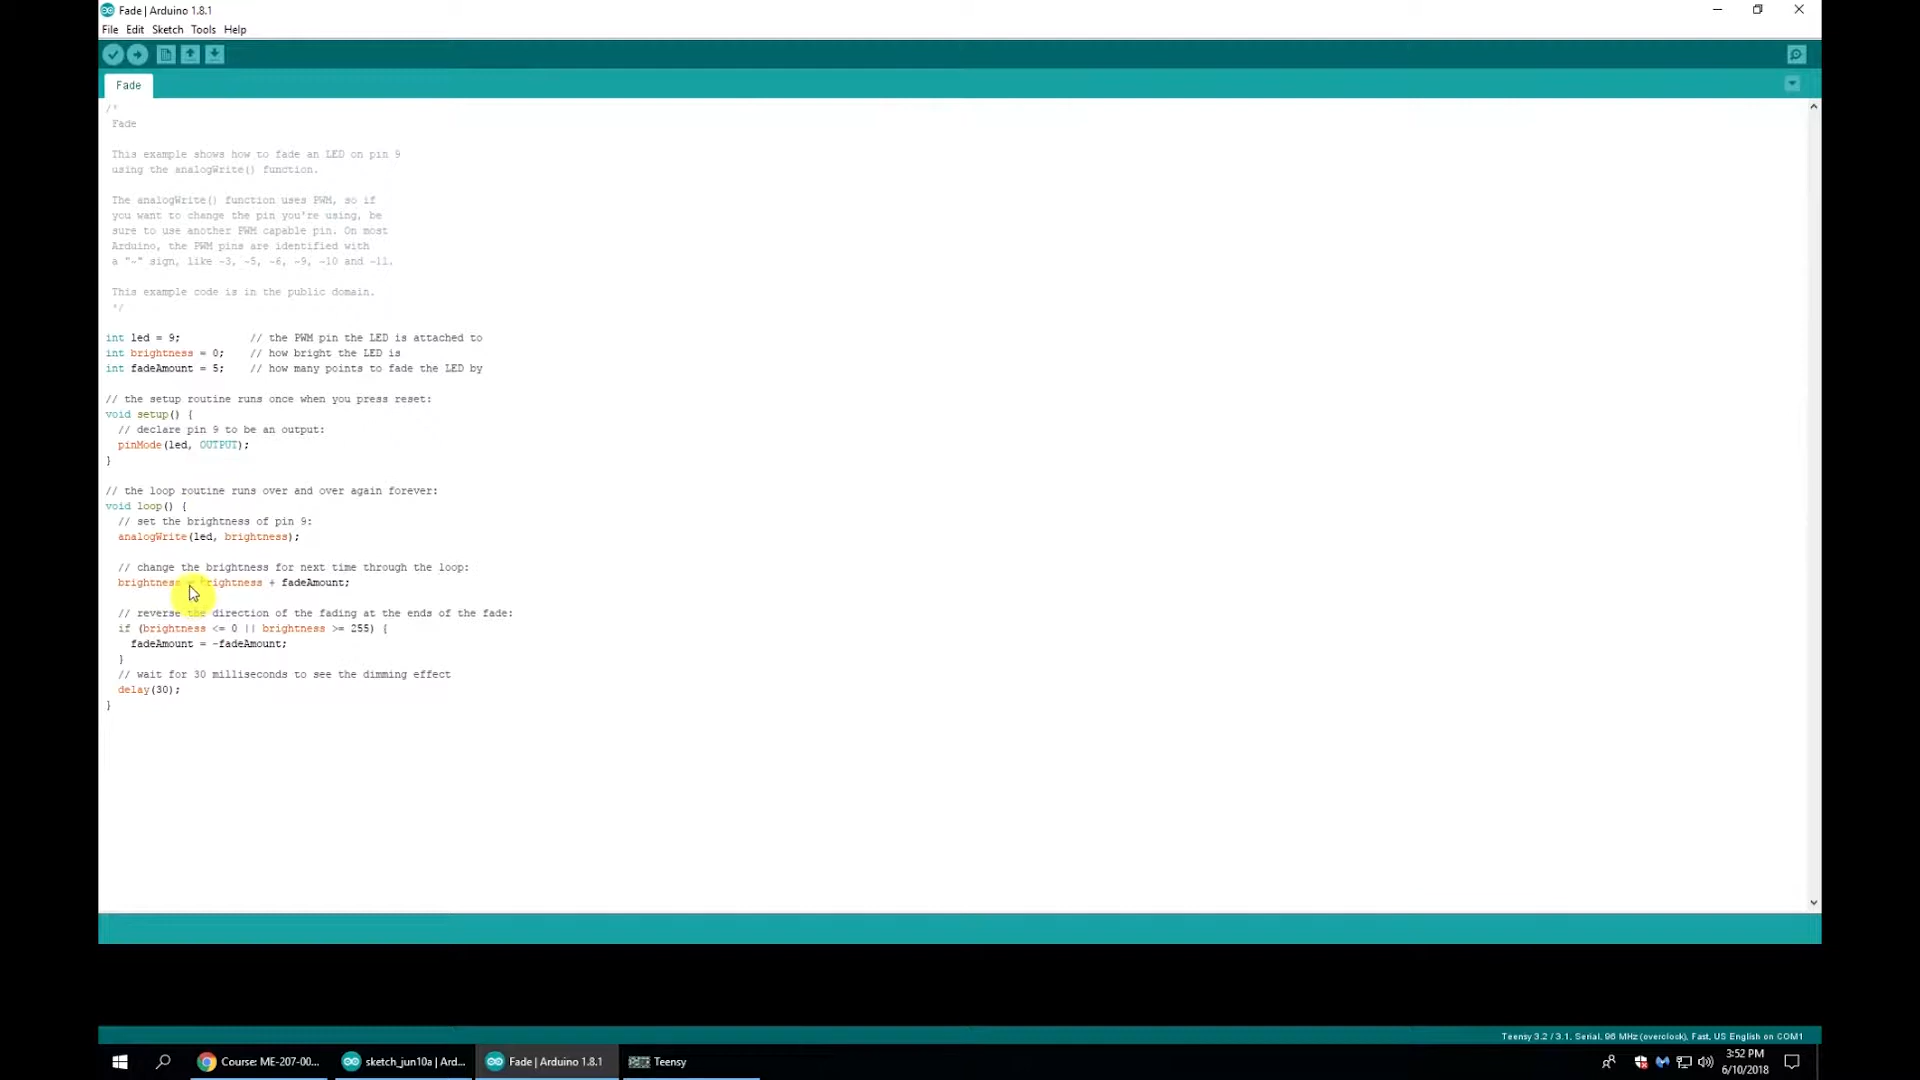 Fade | Arduino 1.8.1
File Edit Sketch Tools Help
Fade
/*
Fade
This example shows how to fade an LED on pin 9
using the analogWrite() function.
The analogWrite() function uses PWM, so if
you want to change the pin you're using, be
sure to use another PWM capable pin. On most
Arduino, the PWM pins are identified with
a "~" sign, like ~3, ~5, ~6, ~9, ~10 and ~11.
This example code is in the public domain.
*/
int led = 9; // the PWM pin the LED is attached to
int brightness = 0; // how bright the LED is
int fadeAmount = 5; // how many points to fade the LED by
// the setup routine runs once when you press reset:
void setup() {
// declare pin 9 to be an output:
pinMode(led, OUTPUT);
}
// the loop routine runs over and over again forever:
void loop() {
// set the brightness of pin 9:
analogWrite(led, brightness);
// change the brightness for next time through the loop:
brightness = brightness + fadeAmount;
// reverse the direction of the fading at the ends of the fade:
if (brightness <= 0 || brightness >= 255) {
fadeAmount = -fadeAmount;
}
// wait for 30 milliseconds to see the dimming effect
delay(30);
}
Teensy 3.2 / 3.1, Serial, 96 MHz (overclock), Fast, US English on COM1
Course: ME-207-00... sketch_jun10a | Ard... Fade | Arduino 1.8.1 Teensy
3:52 PM
6/10/2018